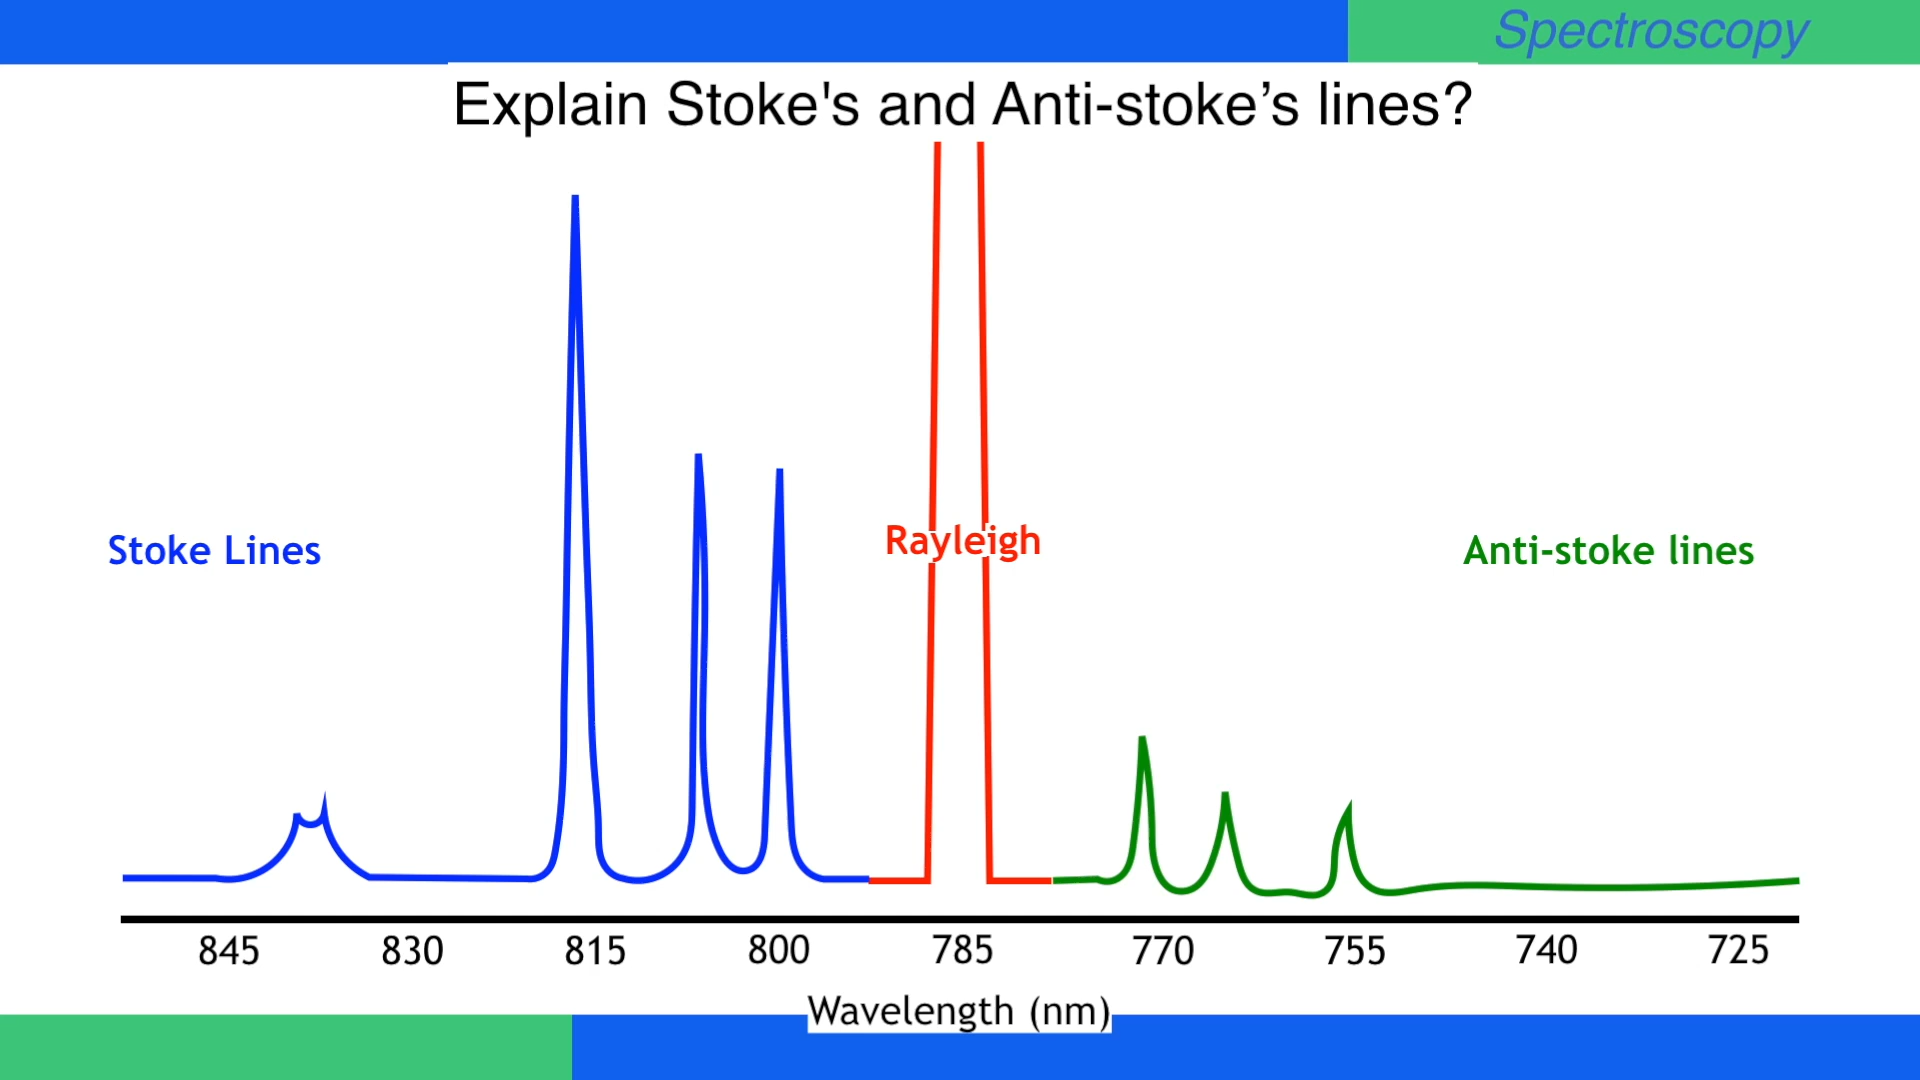 Spectroscopy
Explain Stoke's and Anti-stoke’s lines?
Stoke Lines
Rayleigh
Anti-stoke lines
845 830 815 800 785 770 755 740 725
Wavelength (nm)